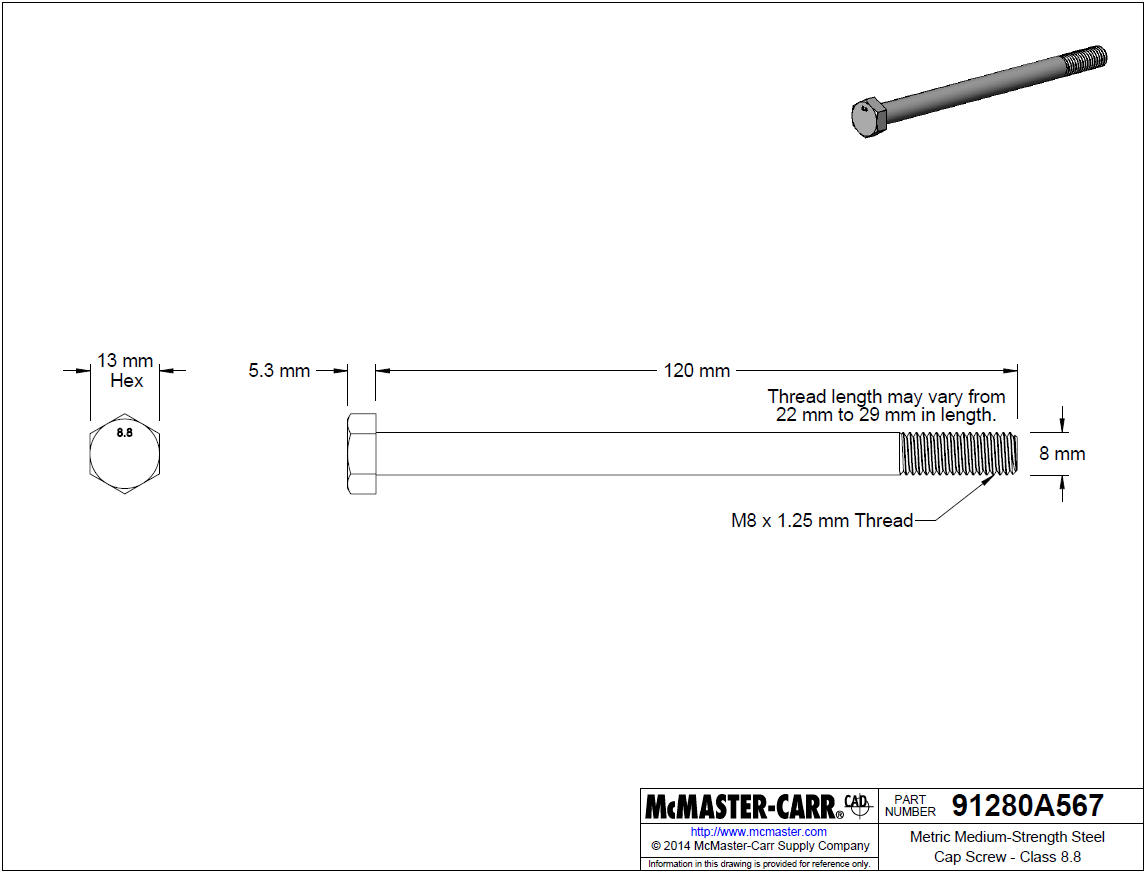 13 mm
Hex
8.8
5.3 mm
120 mm
Thread length may vary from
22 mm to 29 mm in length.
8 mm
M8 x 1.25 mm Thread
McMASTER-CARR® CAD
http://www.mcmaster.com
© 2014 McMaster-Carr Supply Company
Information in this drawing is provided for reference only.
PART
NUMBER
91280A567
Metric Medium-Strength Steel
Cap Screw - Class 8.8